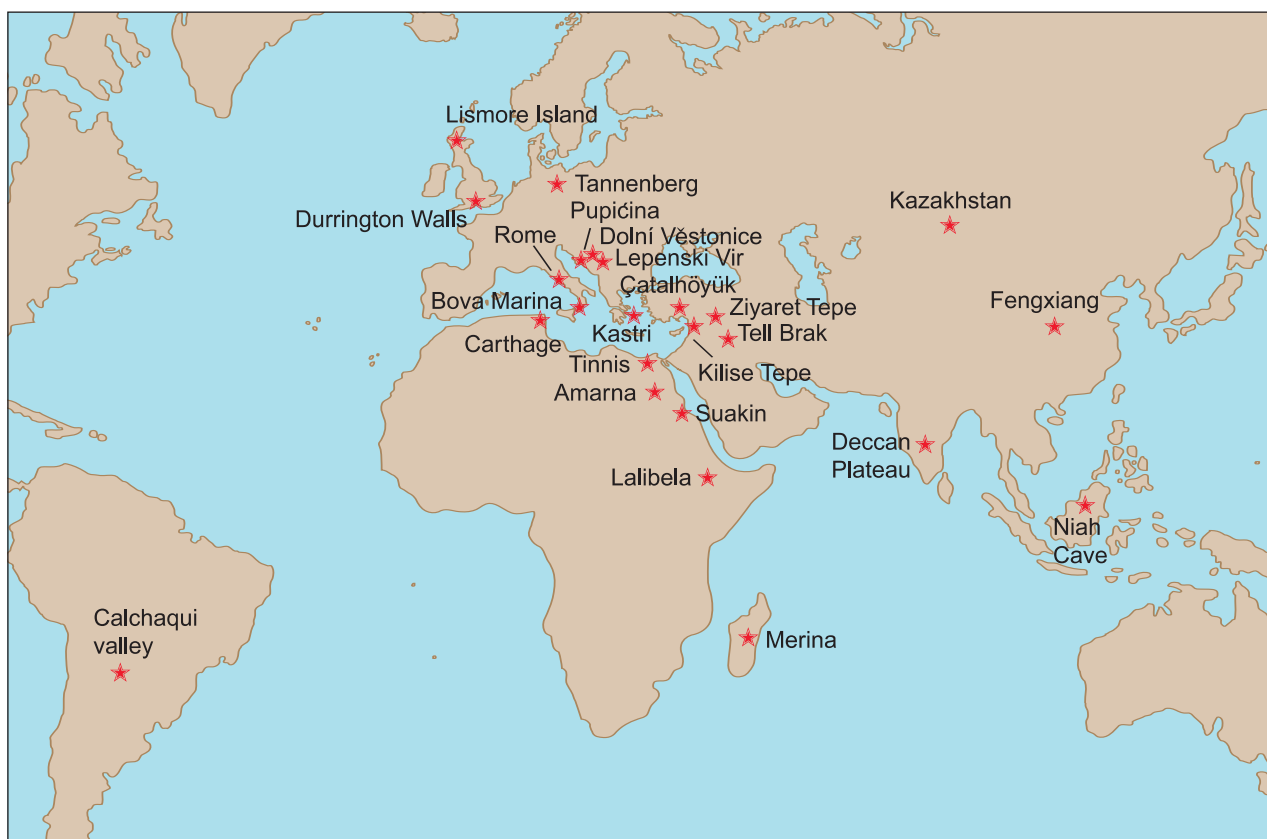 Lismore Island
Tannenberg
Durrington Walls
Pupićina
Kazakhstan
Rome
Dolní Věstonice
Lepenski Vir
Çatalhöyük
Bova Marina
Ziyaret Tepe
Fengxiang
Kastri
Tell Brak
Carthage
Tinnis
Kilise Tepe
Amarna
Suakin
Deccan
Plateau
Lalibela
Niah
Cave
Calchaqui
valley
Merina